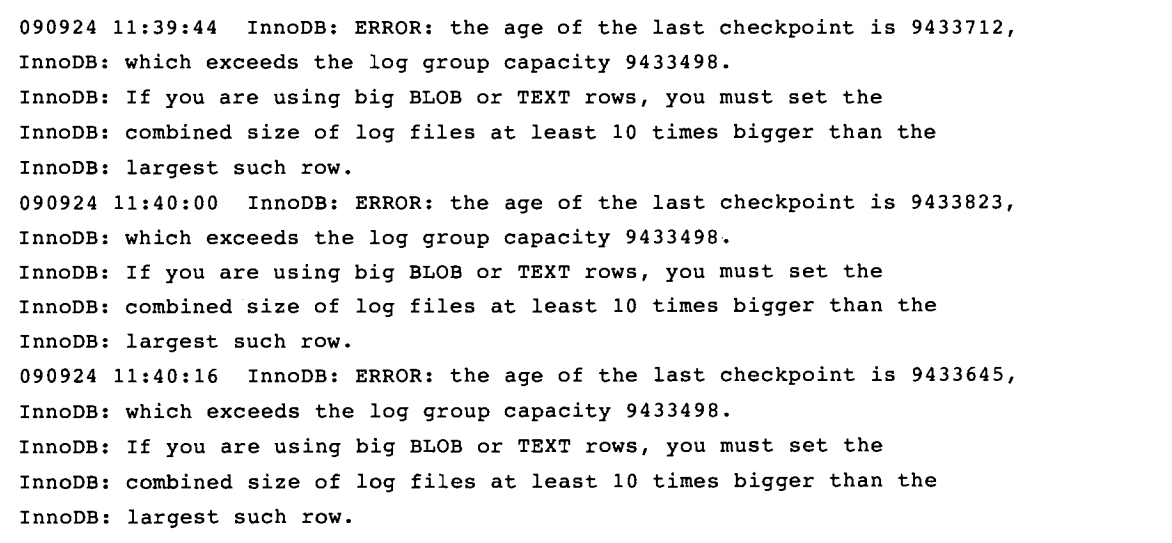 090924 11:39:44  InnoDB: ERROR: the age of the last checkpoint is 9433712,
InnoDB: which exceeds the log group capacity 9433498.
InnoDB: If you are using big BLOB or TEXT rows, you must set the
InnoDB: combined size of log files at least 10 times bigger than the
InnoDB: largest such row.
090924 11:40:00  InnoDB: ERROR: the age of the last checkpoint is 9433823,
InnoDB: which exceeds the log group capacity 9433498.
InnoDB: If you are using big BLOB or TEXT rows, you must set the
InnoDB: combined size of log files at least 10 times bigger than the
InnoDB: largest such row.
090924 11:40:16  InnoDB: ERROR: the age of the last checkpoint is 9433645,
InnoDB: which exceeds the log group capacity 9433498.
InnoDB: If you are using big BLOB or TEXT rows, you must set the
InnoDB: combined size of log files at least 10 times bigger than the
InnoDB: largest such row.